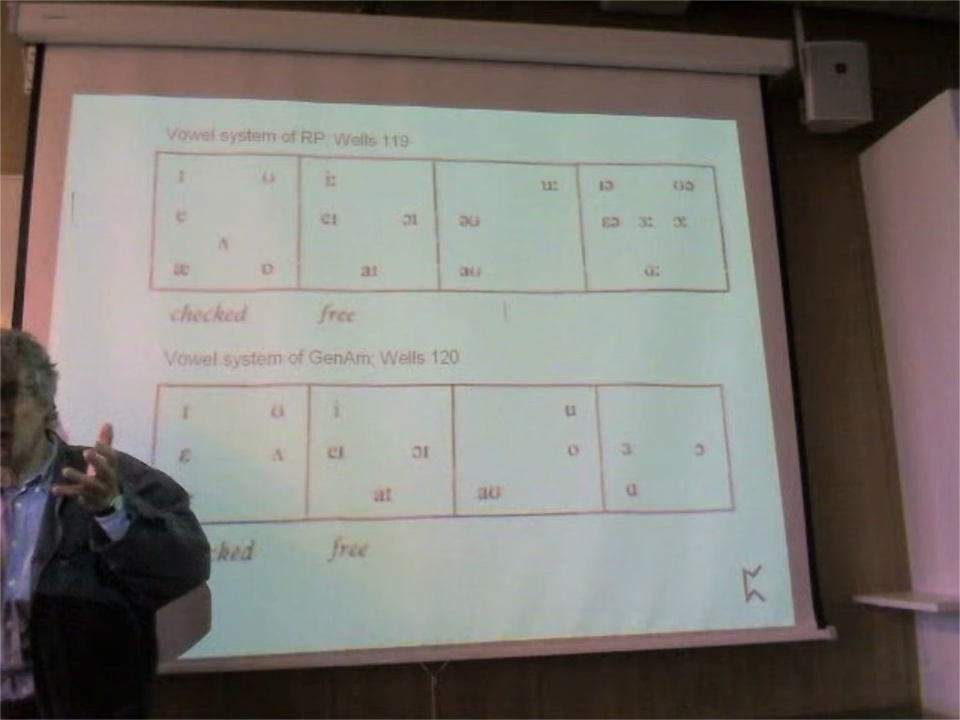 Vowel system of RP; Wells 119
ɪ ʊ iː uː ɪə ʊə
e eɪ ɔɪ əʊ ɛə ɜː ɔː
ʌ
æ ɒ aɪ aʊ ɑː
checked free
Vowel system of GenAm; Wells 120
ɪ ʊ i u
ɛ ʌ eɪ ɔɪ o ɜ ɔ
aɪ aʊ ɑ
cked free